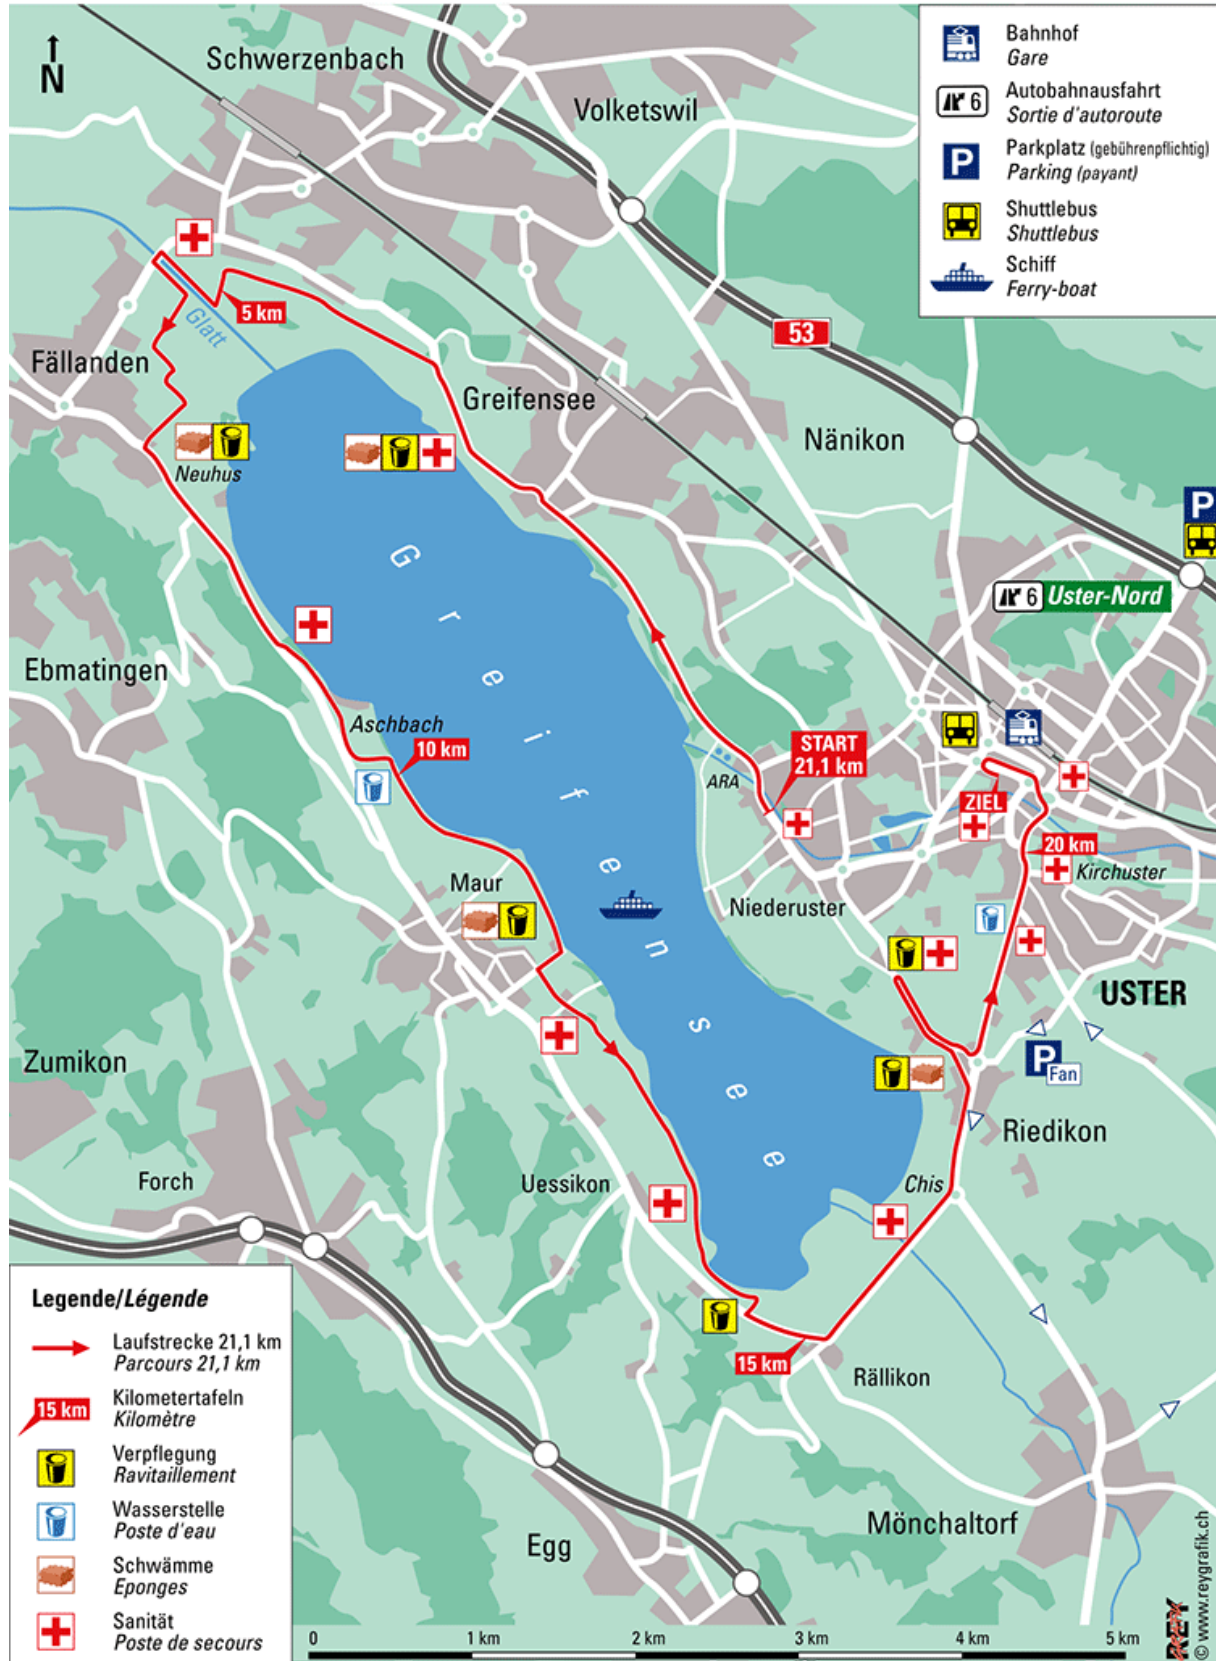 N
Schwerzenbach
Volketswil
Bahnhof
Gare
6
Autobahnausfahrt
Sortie d'autoroute
P
Parkplatz (gebührenpflichtig)
Parking (payant)
Shuttlebus
Shuttlebus
Schiff
Ferry-boat
5 km
Glatt
53
Fällanden
Greifensee
Nänikon
Neuhus
P
Greifensee
6 Uster-Nord
Ebmatingen
Aschbach
10 km
START
21,1 km
ARA
ZIEL
20 km
Kirchuster
Maur
Niederuster
USTER
Zumikon
P
Fan
Riedikon
Forch
Uessikon
Chis
15 km
Rällikon
Legende/Légende
Laufstrecke 21,1 km
Parcours 21,1 km
15 km
Kilometertafeln
Kilomètre
Verpflegung
Ravitaillement
Wasserstelle
Poste d'eau
Schwämme
Eponges
Sanität
Poste de secours
Egg
Mönchaltorf
0 1 km 2 km 3 km 4 km 5 km
REY
GRAFIK
© www.reygrafik.ch